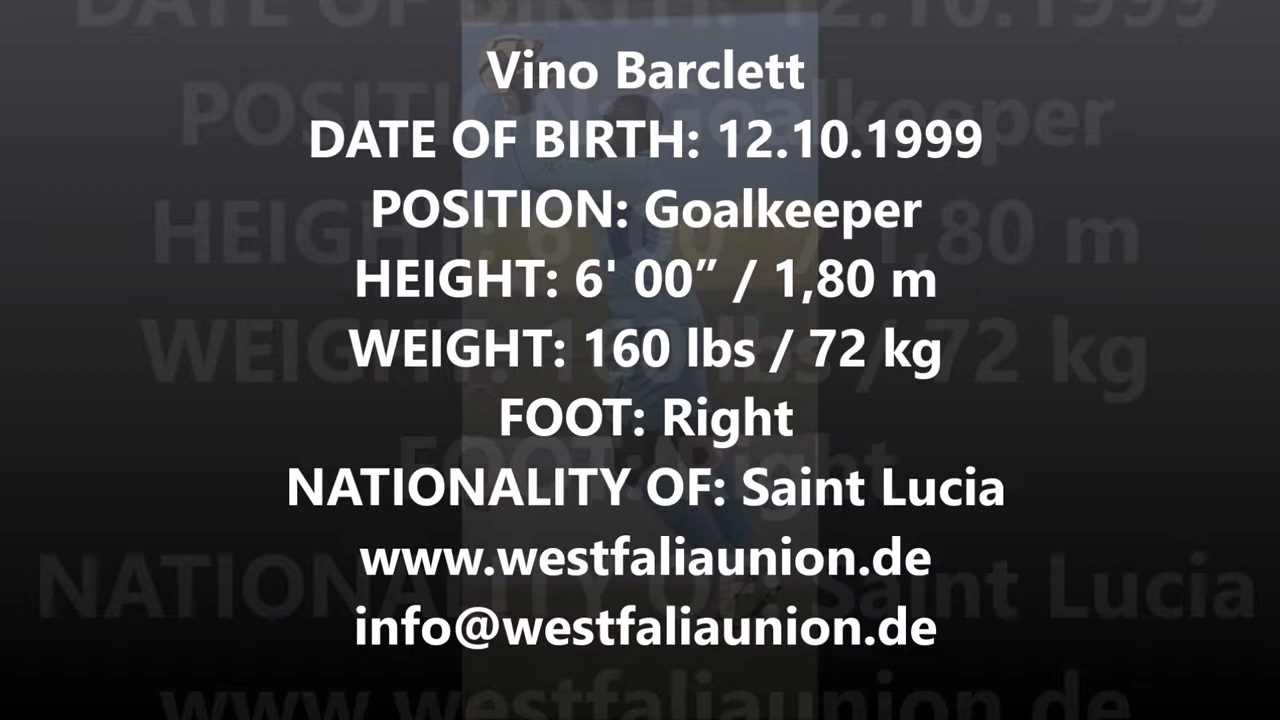 Vino Barclett
DATE OF BIRTH: 12.10.1999
POSITION: Goalkeeper
HEIGHT: 6' 00” / 1,80 m
WEIGHT: 160 lbs / 72 kg
FOOT: Right
NATIONALITY OF: Saint Lucia
www.westfaliaunion.de
info@westfaliaunion.de